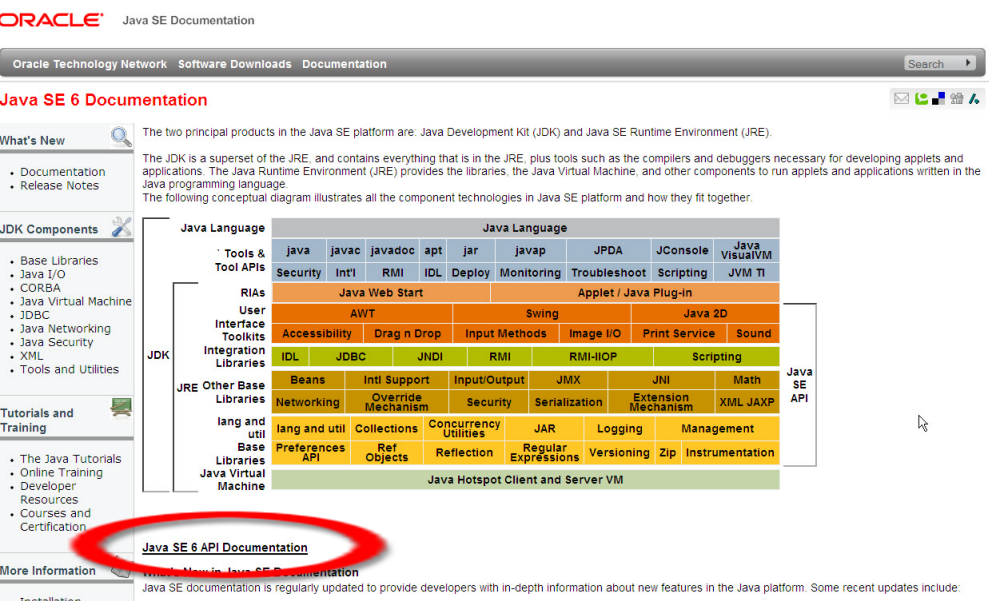 ORACLE Java SE Documentation
Oracle Technology Network Software Downloads Documentation Search
Java SE 6 Documentation
What's New
• Documentation
• Release Notes
JDK Components
• Base Libraries
• Java I/O
• CORBA
• Java Virtual Machine
• JDBC
• Java Networking
• Java Security
• XML
• Tools and Utilities
Tutorials and
Training
• The Java Tutorials
• Online Training
• Developer
Resources
• Courses and
Certification
More Information
Installation
The two principal products in the Java SE platform are: Java Development Kit (JDK) and Java SE Runtime Environment (JRE).
The JDK is a superset of the JRE, and contains everything that is in the JRE, plus tools such as the compilers and debuggers necessary for developing applets and
applications. The Java Runtime Environment (JRE) provides the libraries, the Java Virtual Machine, and other components to run applets and applications written in the
Java programming language.
The following conceptual diagram illustrates all the component technologies in Java SE platform and how they fit together.
Java Language Java Language
Tools &
Tool APIs
java javac javadoc apt jar javap JPDA JConsole Java VisualVM
Security Int'l RMI IDL Deploy Monitoring Troubleshoot Scripting JVM TI
RIAs Java Web Start Applet / Java Plug-in
User
Interface
Toolkits
AWT Swing Java 2D
Accessibility Drag n Drop Input Methods Image I/O Print Service Sound
Integration
Libraries
IDL JDBC JNDI RMI RMI-IIOP Scripting
JDK
JRE
Java
SE
API
Other Base
Libraries
Beans Intl Support Input/Output JMX JNI Math
Networking Override Mechanism Security Serialization Extension Mechanism XML JAXP
lang and
util
Base
Libraries
lang and util Collections Concurrency Utilities JAR Logging Management
Preferences API Ref Objects Reflection Regular Expressions Versioning Zip Instrumentation
Java Virtual
Machine
Java Hotspot Client and Server VM
Java SE 6 API Documentation
What's New in Java SE Documentation
Java SE documentation is regularly updated to provide developers with in-depth information about new features in the Java platform. Some recent updates include: